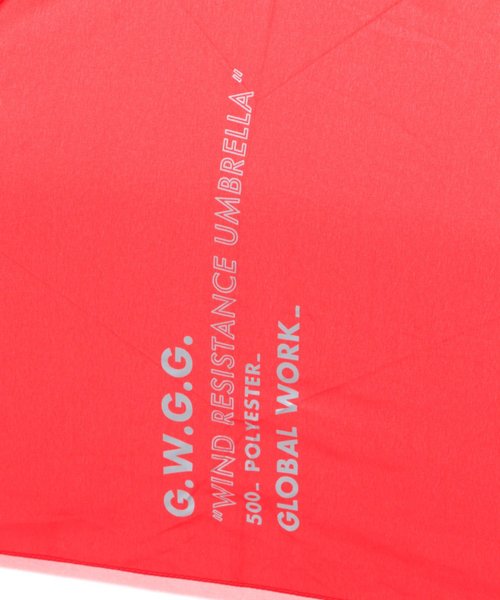 G.W.G.G.
"WIND RESISTANCE UMBRELLA"
500_ POLYESTER_
GLOBAL WORK_